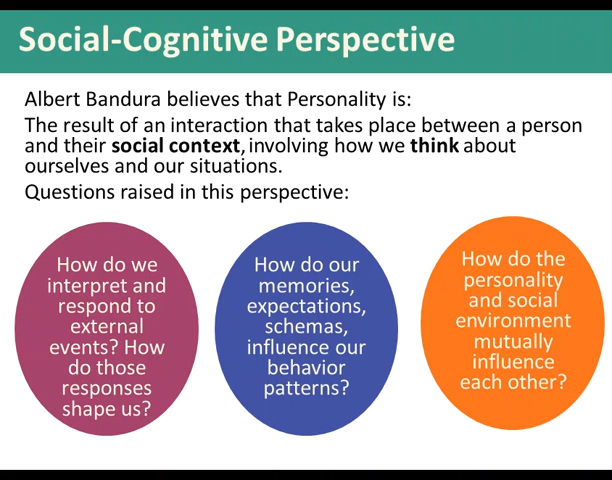 Social-Cognitive Perspective
Albert Bandura believes that Personality is:
The result of an interaction that takes place between a person
and their social context, involving how we think about
ourselves and our situations.
Questions raised in this perspective:
How do we
interpret and
respond to
external
events? How
do those
responses
shape us?
How do our
memories,
expectations,
schemas,
influence our
behavior
patterns?
How do the
personality
and social
environment
mutually
influence
each other?